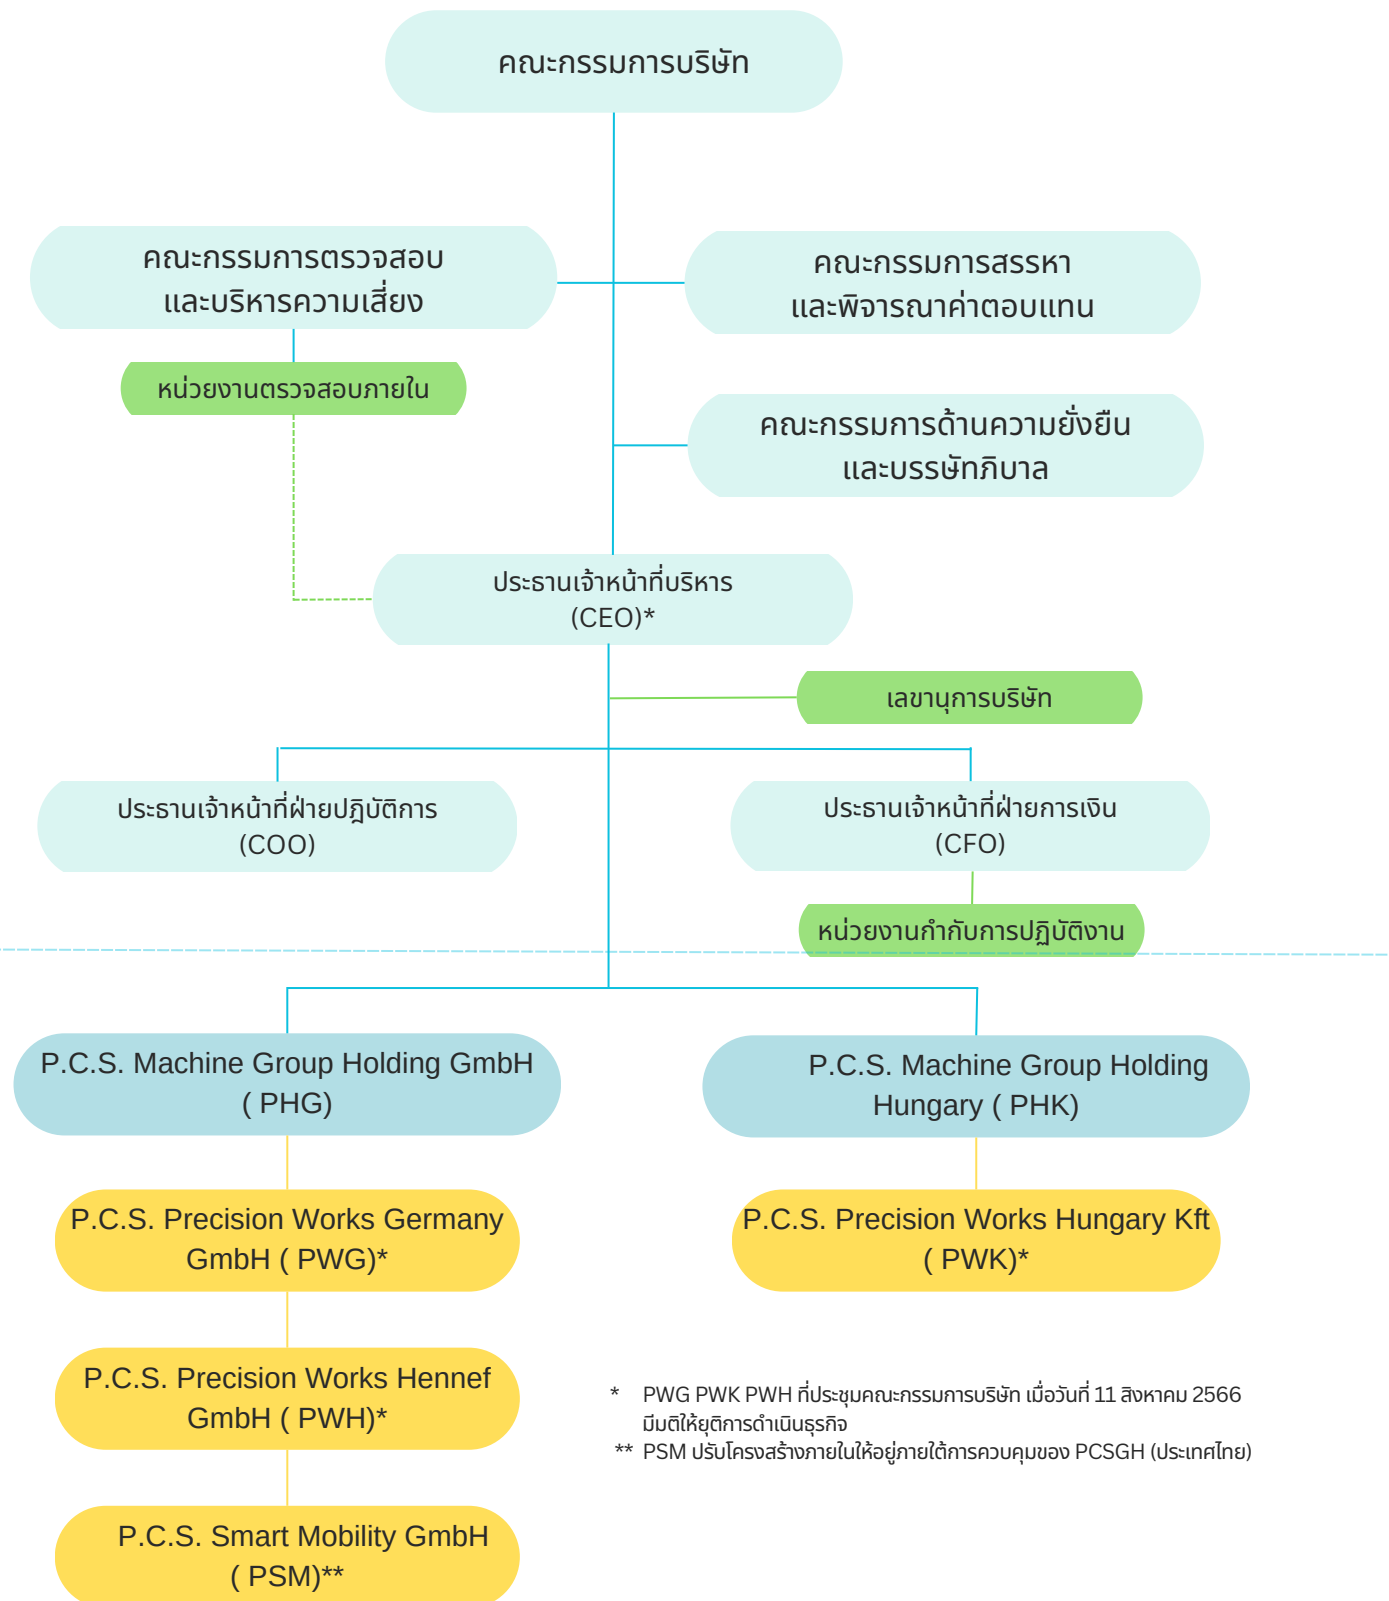 คณะกรรมการบริษัท
คณะกรรมการตรวจสอบ
และบริหารความเสี่ยง
คณะกรรมการสรรหา
และพิจารณาค่าตอบแทน
หน่วยงานตรวจสอบภายใน
คณะกรรมการด้านความยั่งยืน
และบรรษัทภิบาล
ประธานเจ้าหน้าที่บริหาร
(CEO)*
เลขานุการบริษัท
ประธานเจ้าหน้าที่ฝ่ายปฎิบัติการ
(COO)
ประธานเจ้าหน้าที่ฝ่ายการเงิน
(CFO)
หน่วยงานกำกับการปฏิบัติงาน
P.C.S. Machine Group Holding GmbH
( PHG)
P.C.S. Machine Group Holding
Hungary ( PHK)
P.C.S. Precision Works Germany
GmbH ( PWG)*
P.C.S. Precision Works Hungary Kft
( PWK)*
P.C.S. Precision Works Hennef
GmbH ( PWH)*
* PWG PWK PWH ที่ประชุมคณะกรรมการบริษัท เมื่อวันที่ 11 สิงหาคม 2566
มีมติให้ยุติการดำเนินธุรกิจ
** PSM ปรับโครงสร้างภายในให้อยู่ภายใต้การควบคุมของ PCSGH (ประเทศไทย)
P.C.S. Smart Mobility GmbH
( PSM)**